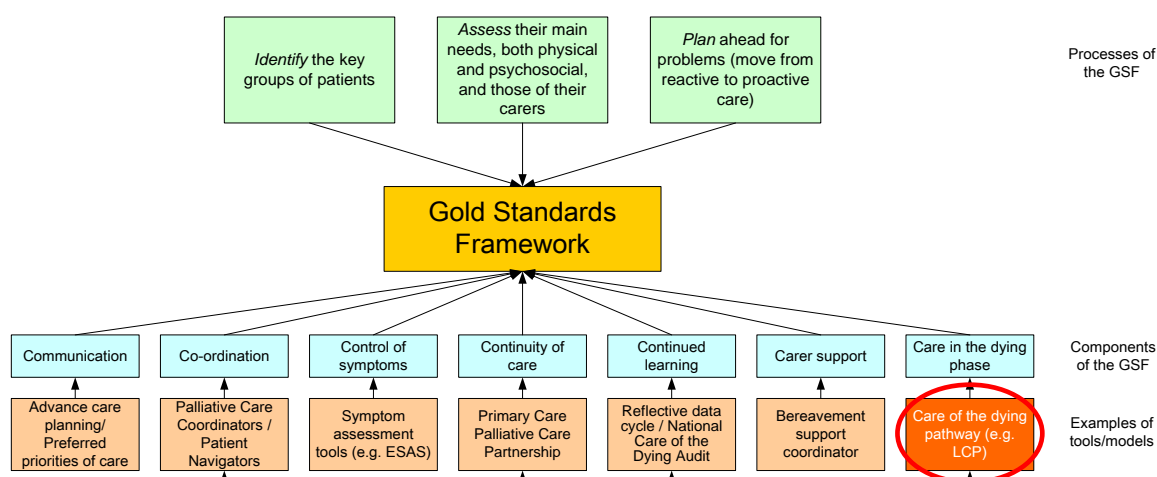 Identify the key
groups of patients
Assess their main
needs, both physical
and psychosocial,
and those of their
carers
Plan ahead for
problems (move from
reactive to proactive
care)
Processes of
the GSF
Gold Standards
Framework
Communication
Co-ordination
Control of
symptoms
Continuity of
care
Continued
learning
Carer support
Care in the dying
phase
Components
of the GSF
Advance care
planning/
Preferred
priorities of care
Palliative Care
Coordinators /
Patient
Navigators
Symptom
assessment
tools (e.g. ESAS)
Primary Care
Palliative Care
Partnership
Reflective data
cycle / National
Care of the
Dying Audit
Bereavement
support
coordinator
Care of the dying
pathway (e.g.
LCP)
Examples of
tools/models